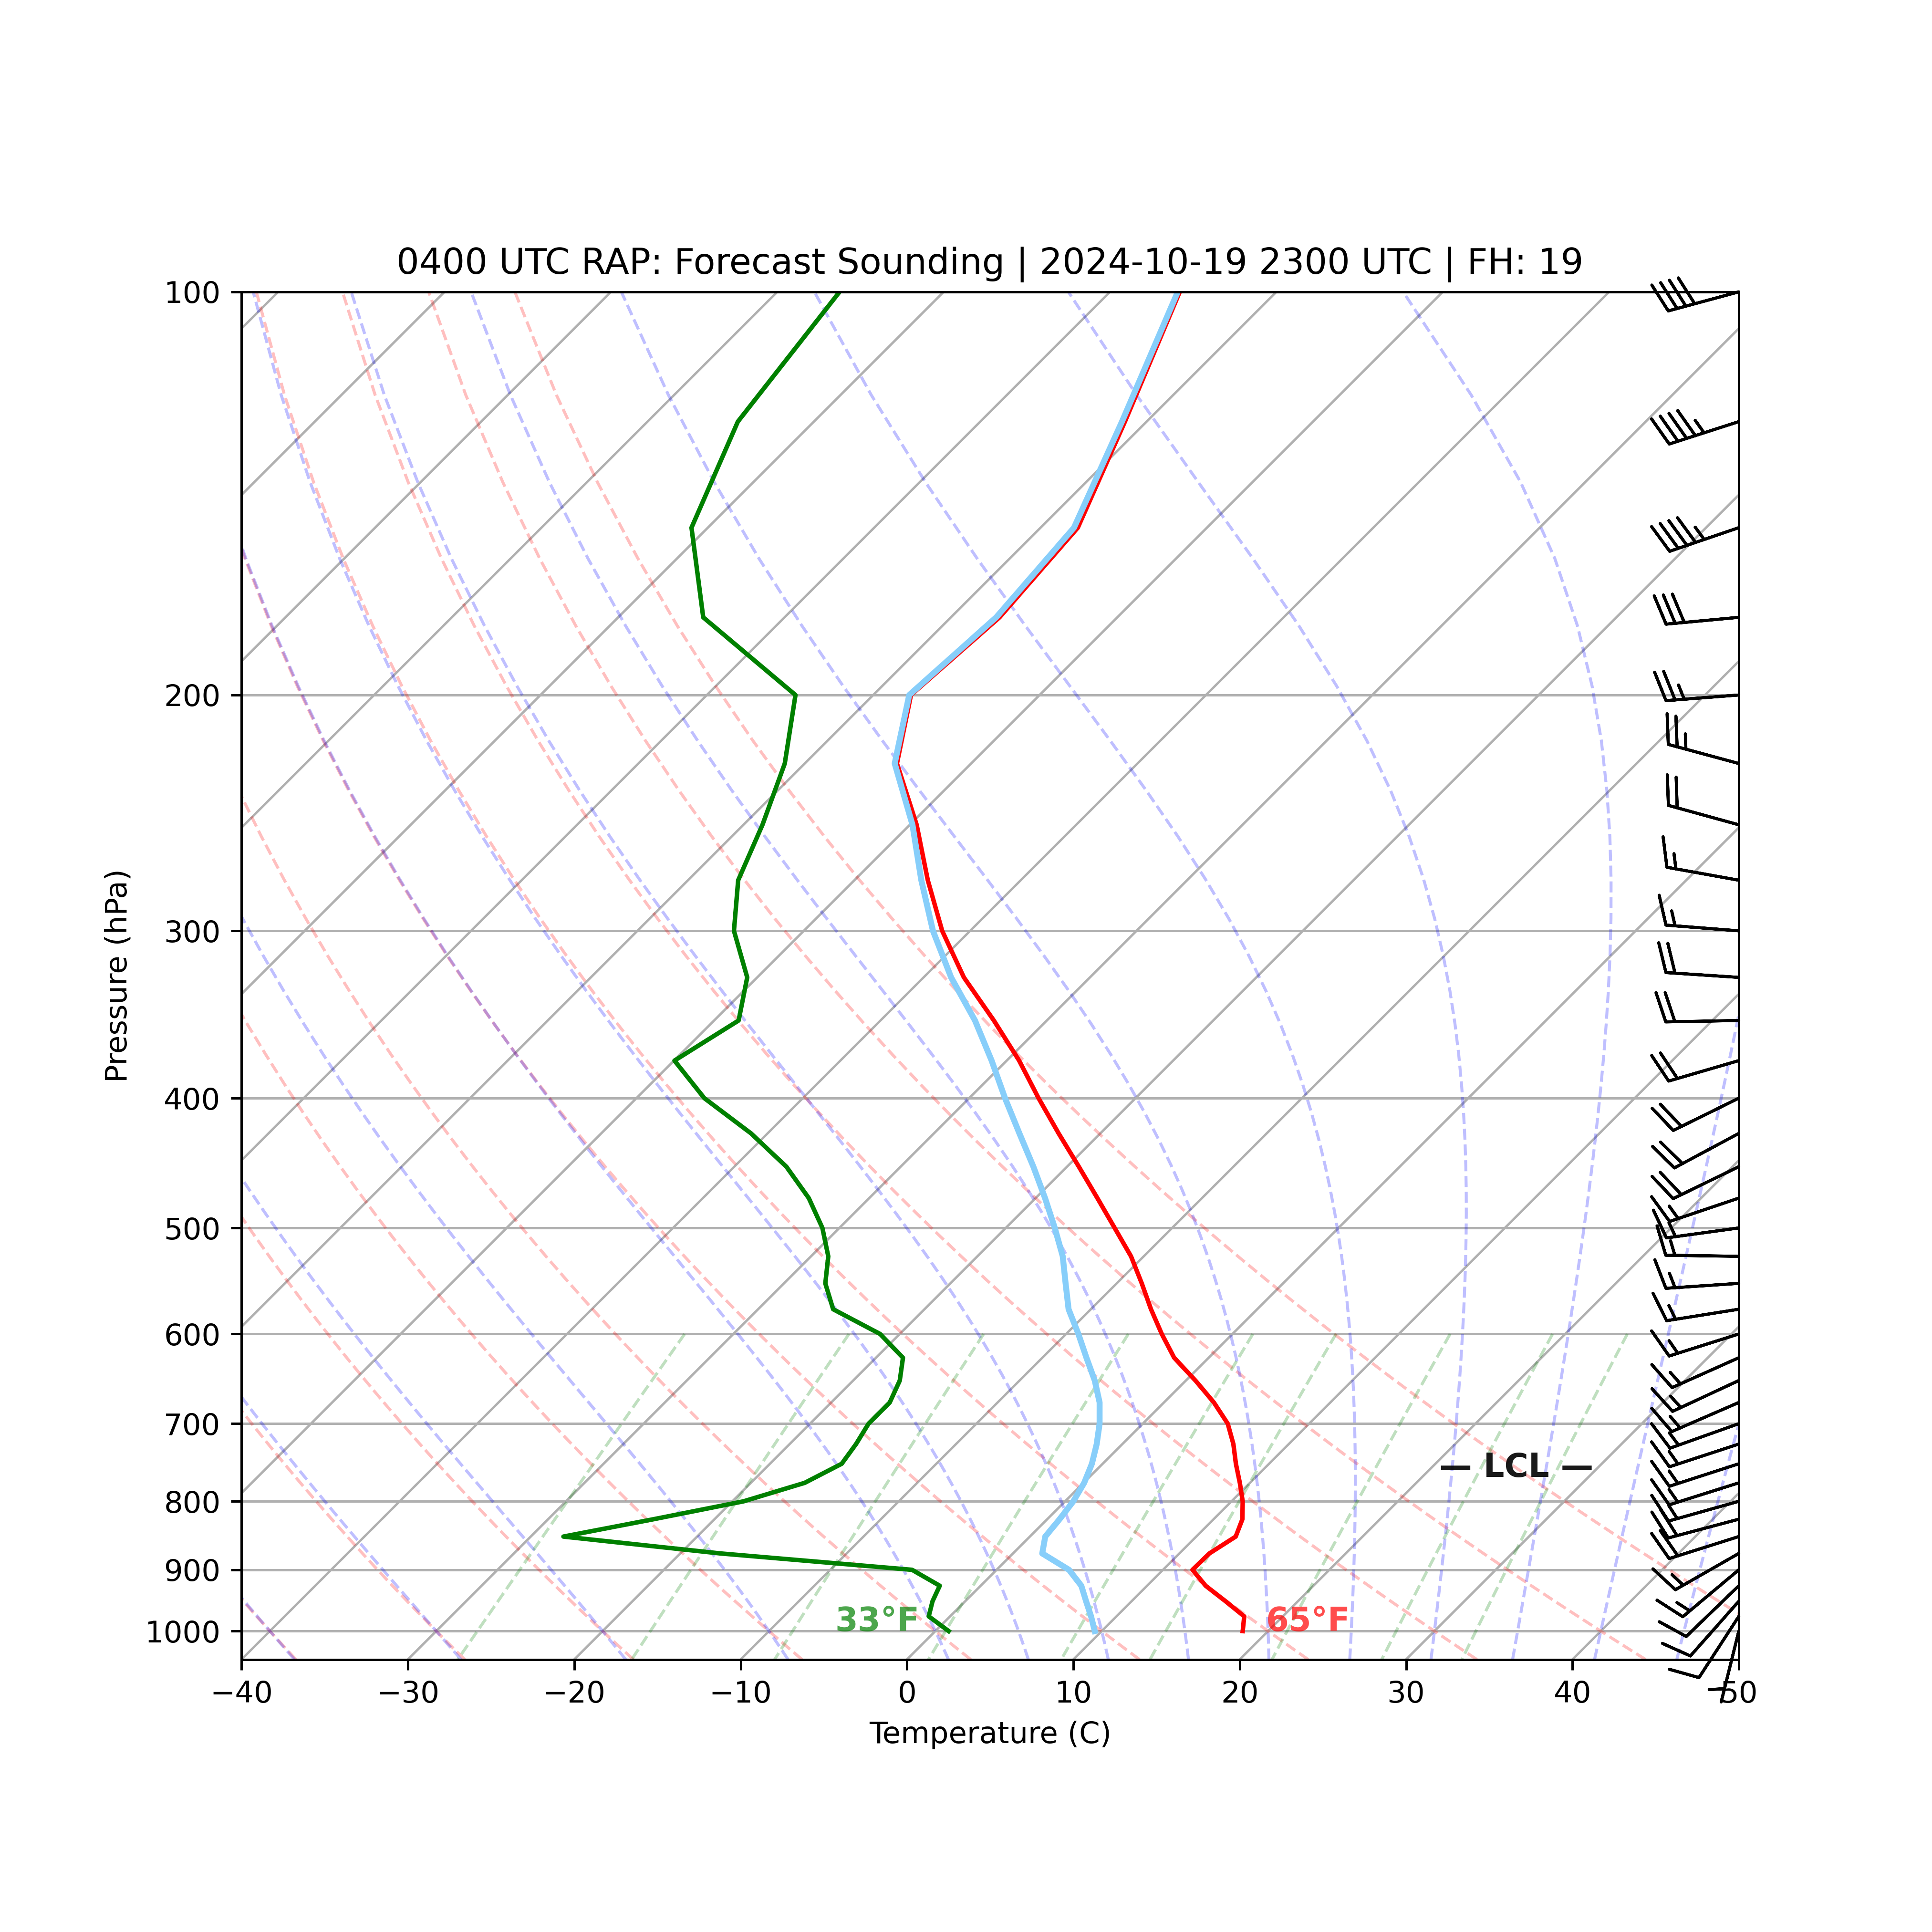 0400 UTC RAP: Forecast Sounding | 2024-10-19 2300 UTC | FH: 19
100
200
300
400
500
600
700
800
900
1000
Pressure (hPa)
— LCL —
33°F 65°F
−40 −30 −20 −10 0 10 20 30 40 50
Temperature (C)